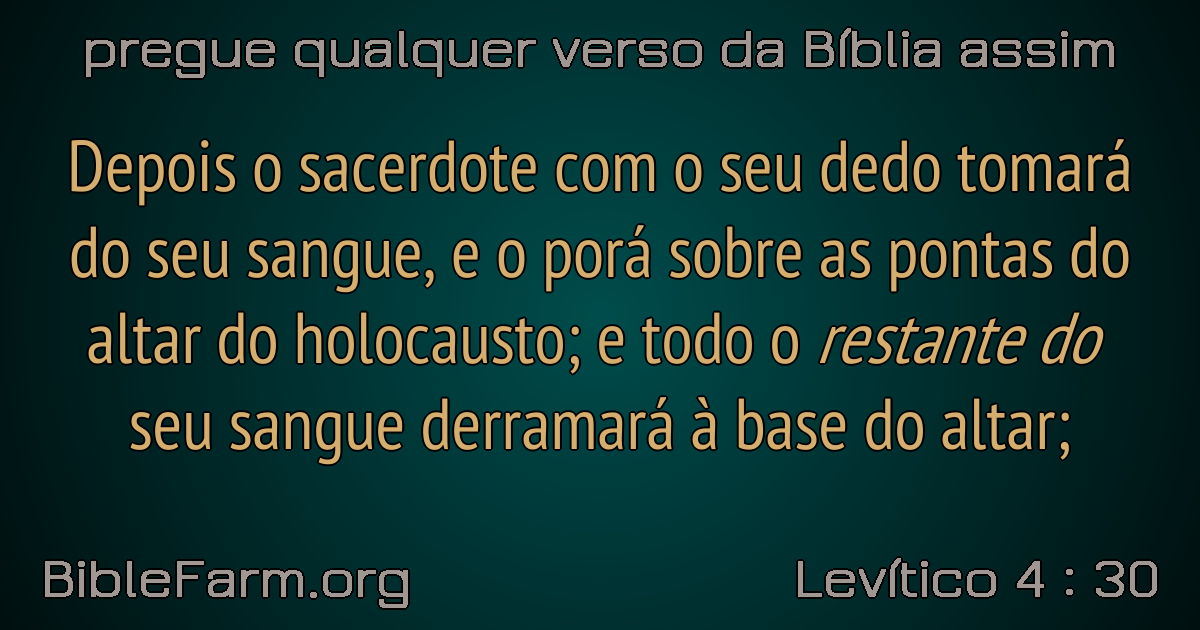 pregue qualquer verso da Bíblia assim
Depois o sacerdote com o seu dedo tomará
do seu sangue, e o porá sobre as pontas do
altar do holocausto; e todo o restante do
seu sangue derramará à base do altar;
BibleFarm.org
Levítico 4 : 30